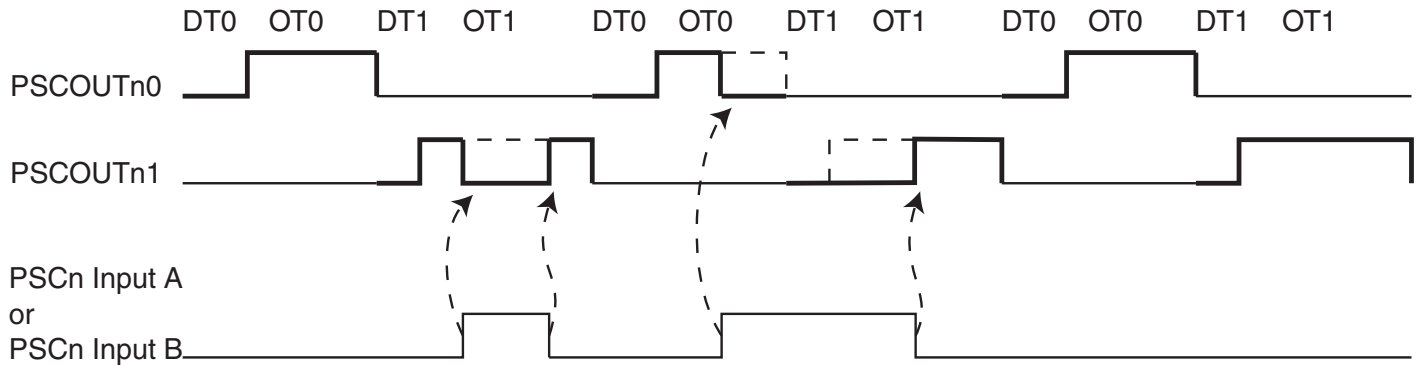 DT0 OT0 DT1 OT1 DT0 OT0 DT1 OT1 DT0 OT0 DT1 OT1
PSCOUTn0
PSCOUTn1
PSCn Input A
or
PSCn Input B